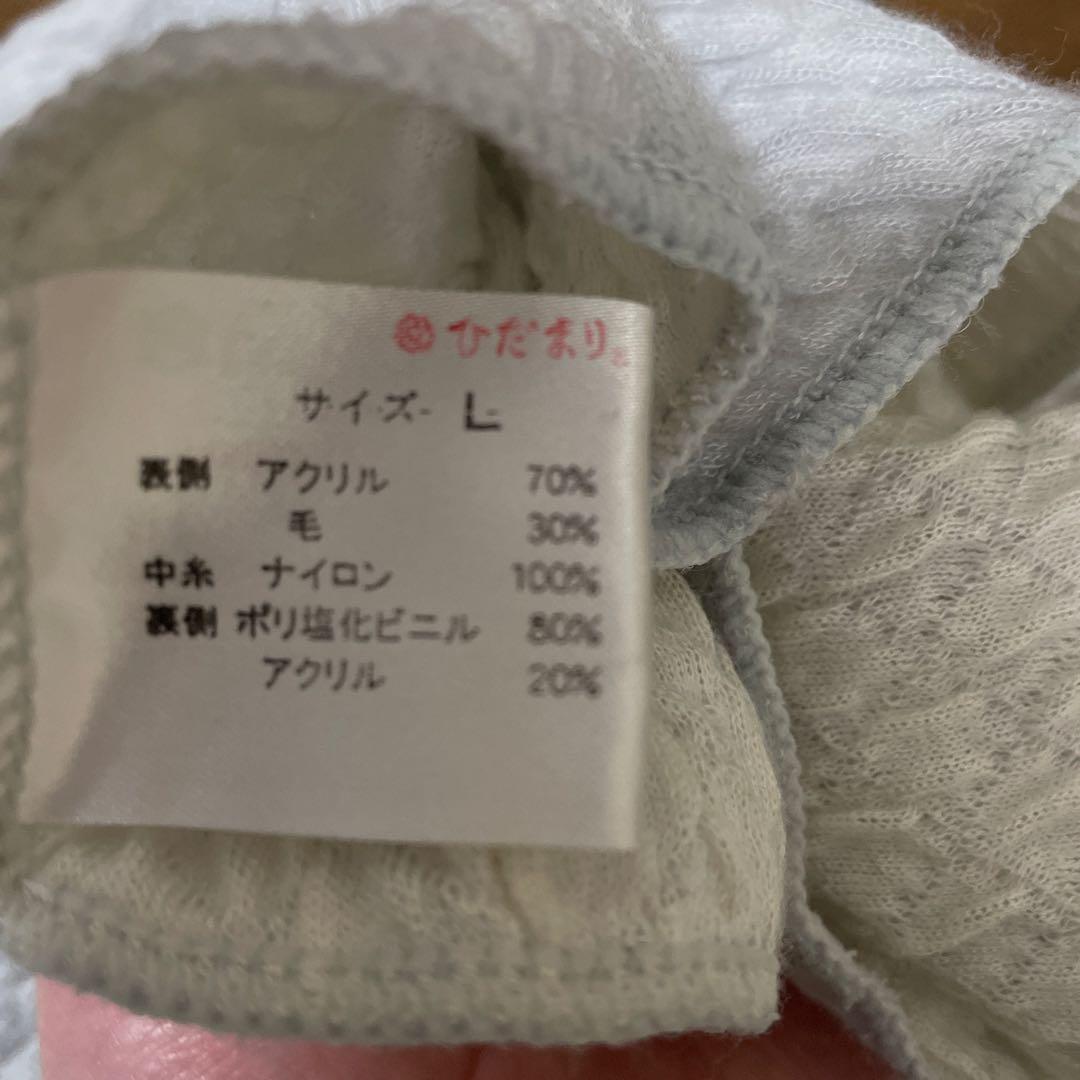 ひだまり
サイズ L
表側 アクリル 70%
毛 30%
中糸 ナイロン 100%
裏側 ポリ塩化ビニル 80%
アクリル 20%